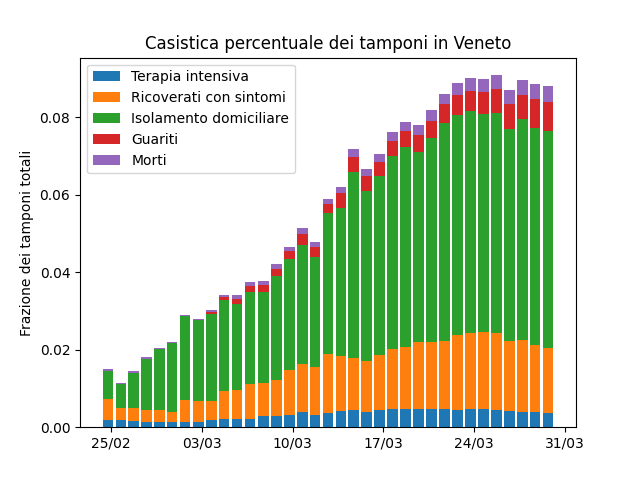 Casistica percentuale dei tamponi in Veneto
Terapia intensiva
Ricoverati con sintomi
Isolamento domiciliare
Guariti
Morti
Frazione dei tamponi totali
0.08
0.06
0.04
0.02
0.00
25/02 03/03 10/03 17/03 24/03 31/03